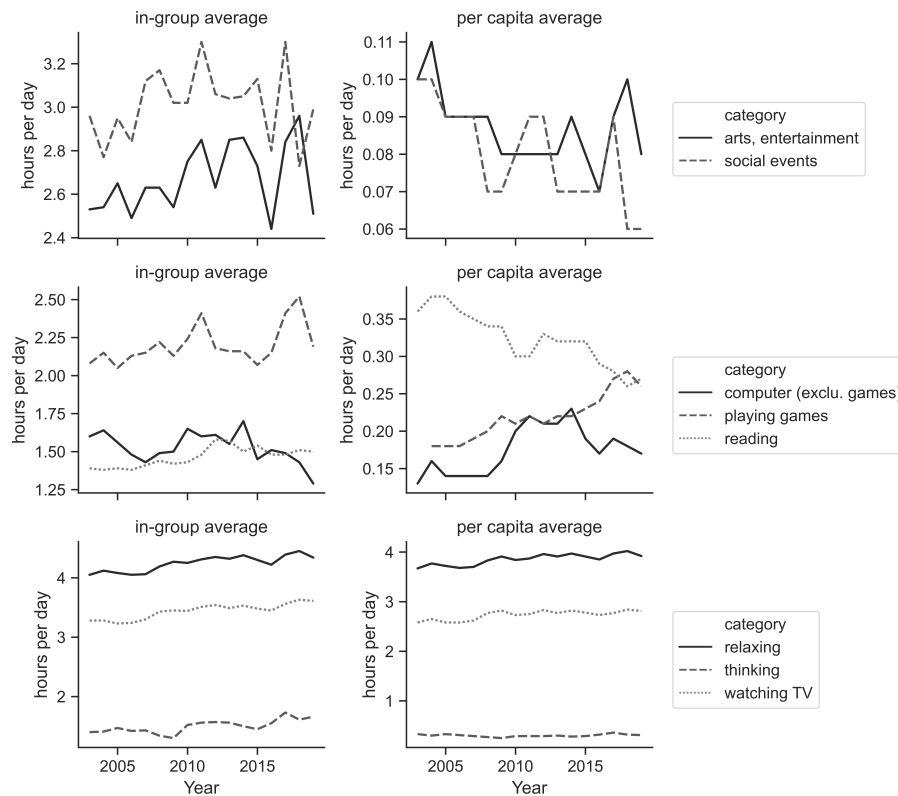 in-group average
per capita average
hours per day
3.2
3.0
2.8
2.6
2.4
hours per day
0.11
0.10
0.09
0.08
0.07
0.06
category
arts, entertainment
social events
in-group average
per capita average
hours per day
2.50
2.25
2.00
1.75
1.50
1.25
hours per day
0.35
0.30
0.25
0.20
0.15
category
computer (exclu. games)
playing games
reading
in-group average
per capita average
hours per day
4
3
2
2005 2010 2015
Year
hours per day
4
3
2
1
2005 2010 2015
Year
category
relaxing
thinking
watching TV